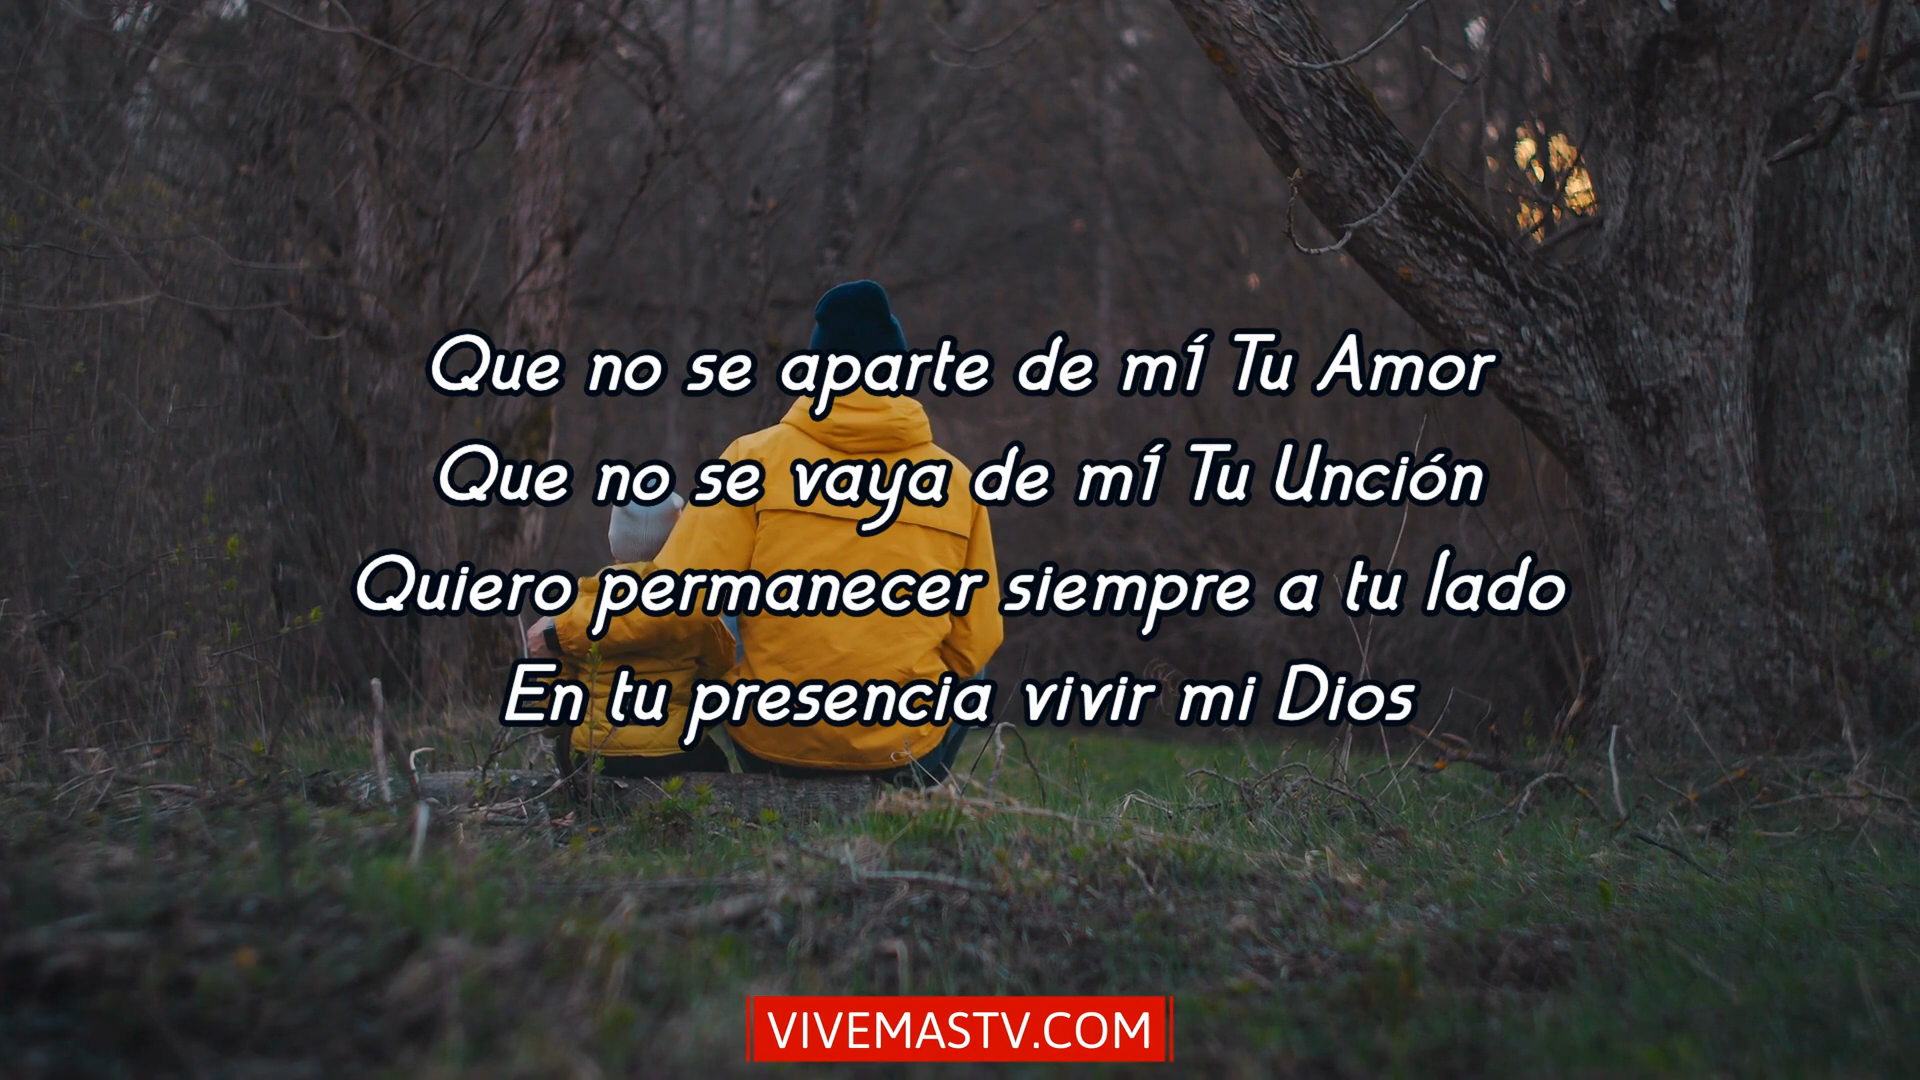 Que no se aparte de mí Tu Amor
Que no se vaya de mí Tu Unción
Quiero permanecer siempre a tu lado
En tu presencia vivir mi Dios
VIVEMASTV.COM